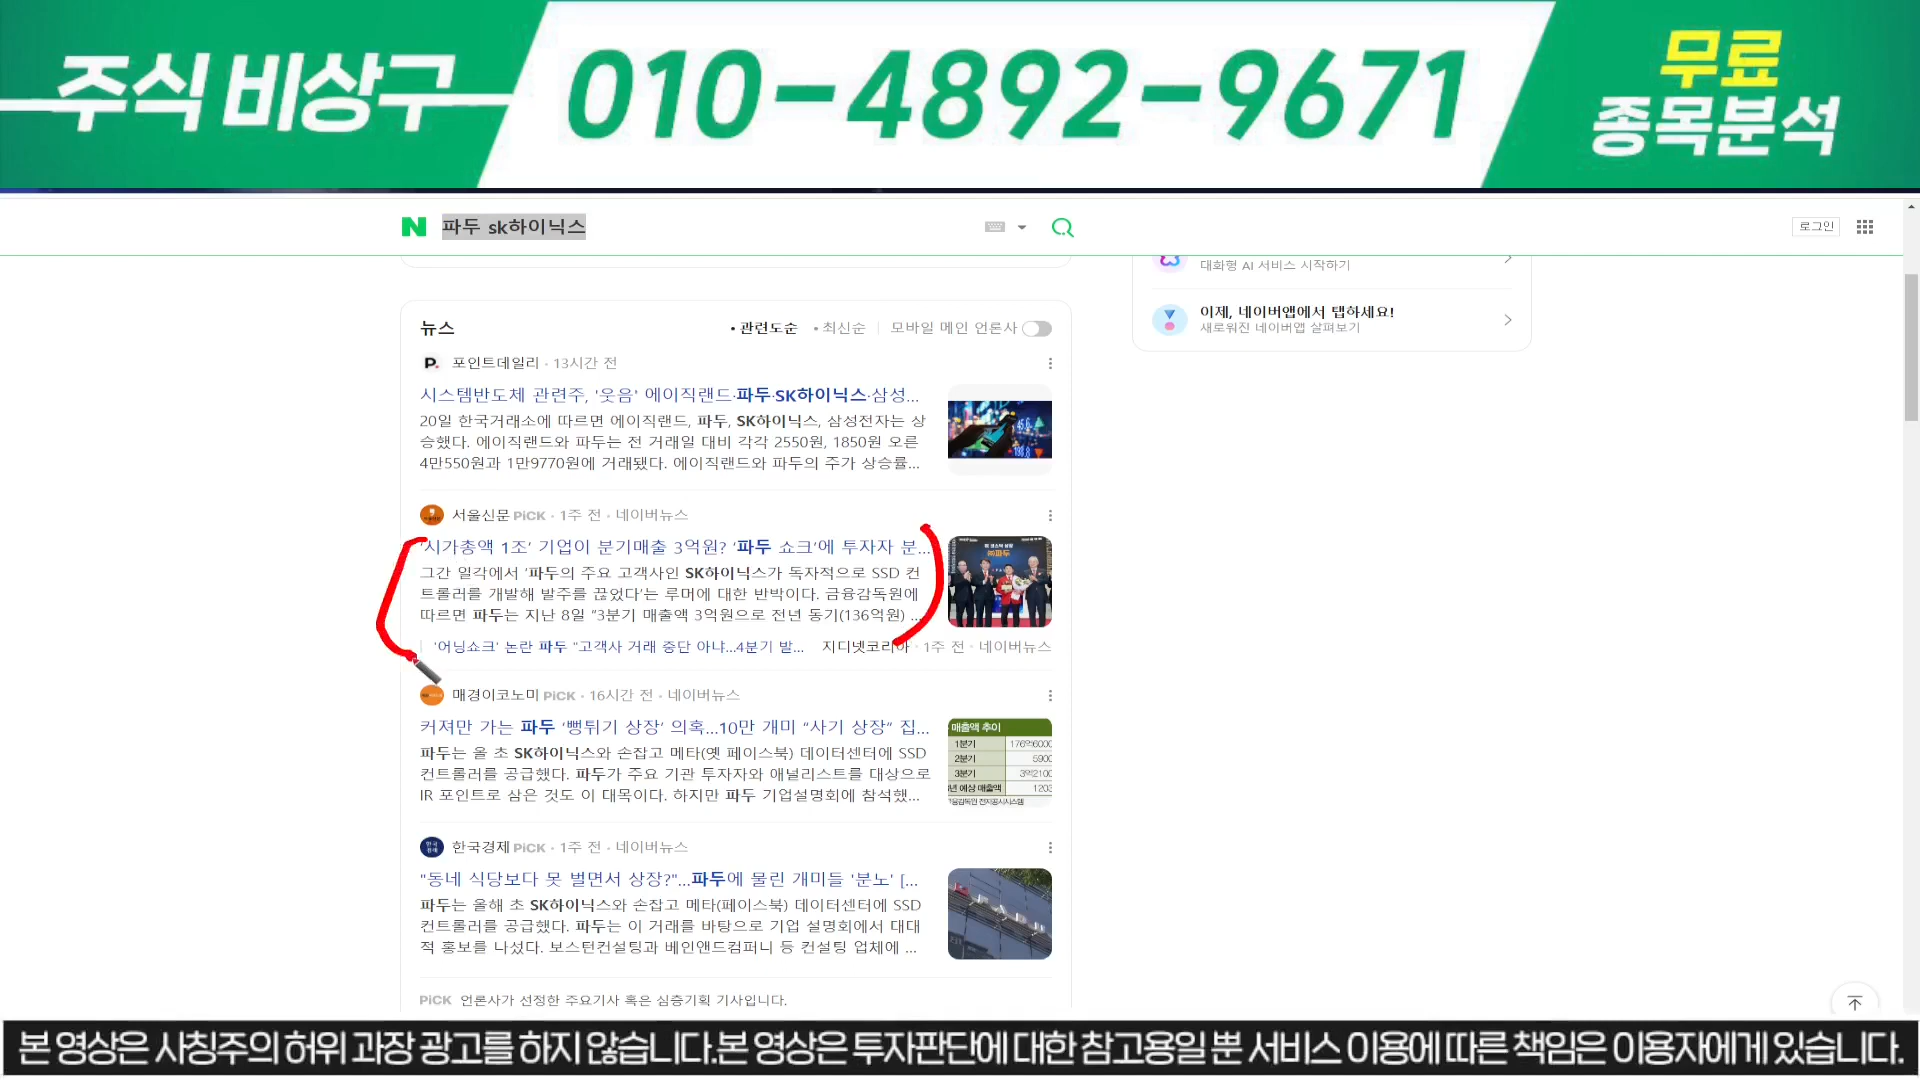 주식 비상구
010-4892-9671
무료
종목분석
파두 sk하이닉스
로그인
대화형 AI 서비스 시작하기
이제, 네이버앱에서 탭하세요!
새로워진 네이버앱 살펴보기
뉴스
• 관련도순 • 최신순 모바일 메인 언론사
포인트데일리 · 13시간 전
시스템반도체 관련주, '웃음' 에이직랜드·파두·SK하이닉스·삼성...
20일 한국거래소에 따르면 에이직랜드, 파두, SK하이닉스, 삼성전자는 상
승했다. 에이직랜드와 파두는 전 거래일 대비 각각 2550원, 1850원 오른
4만550원과 1만9770원에 거래됐다. 에이직랜드와 파두의 주가 상승률...
서울신문 PiCK · 1주 전 · 네이버뉴스
'시가총액 1조' 기업이 분기매출 3억원? '파두 쇼크'에 투자자 분...
그간 일각에서 '파두의 주요 고객사인 SK하이닉스가 독자적으로 SSD 컨
트롤러를 개발해 발주를 끊었다'는 루머에 대한 반박이다. 금융감독원에
따르면 파두는 지난 8일 "3분기 매출액 3억원으로 전년 동기(136억원) ...
'어닝쇼크' 논란 파두 "고객사 거래 중단 아냐...4분기 발... 지디넷코리아 · 1주 전 · 네이버뉴스
매경이코노미 PiCK · 16시간 전 · 네이버뉴스
커져만 가는 파두 '뻥튀기 상장' 의혹...10만 개미 "사기 상장" 집...
파두는 올 초 SK하이닉스와 손잡고 메타(옛 페이스북) 데이터센터에 SSD
컨트롤러를 공급했다. 파두가 주요 기관 투자자와 애널리스트를 대상으로
IR 포인트로 삼은 것도 이 대목이다. 하지만 파두 기업설명회에 참석했...
매출액 추이
1분기 176억6000
2분기 5900
3분기 3억2100
예상 매출액 1203
한국경제 PiCK · 1주 전 · 네이버뉴스
"동네 식당보다 못 벌면서 상장?"...파두에 물린 개미들 '분노' [...
파두는 올해 초 SK하이닉스와 손잡고 메타(페이스북) 데이터센터에 SSD
컨트롤러를 공급했다. 파두는 이 거래를 바탕으로 기업 설명회에서 대대
적 홍보를 나섰다. 보스턴컨설팅과 베인앤드컴퍼니 등 컨설팅 업체에 ...
PiCK 언론사가 선정한 주요기사 혹은 심층기획 기사입니다.
본 영상은 사칭주의 허위 과장 광고를 하지 않습니다.본 영상은 투자판단에 대한 참고용일 뿐 서비스 이용에 따른 책임은 이용자에게 있습니다.